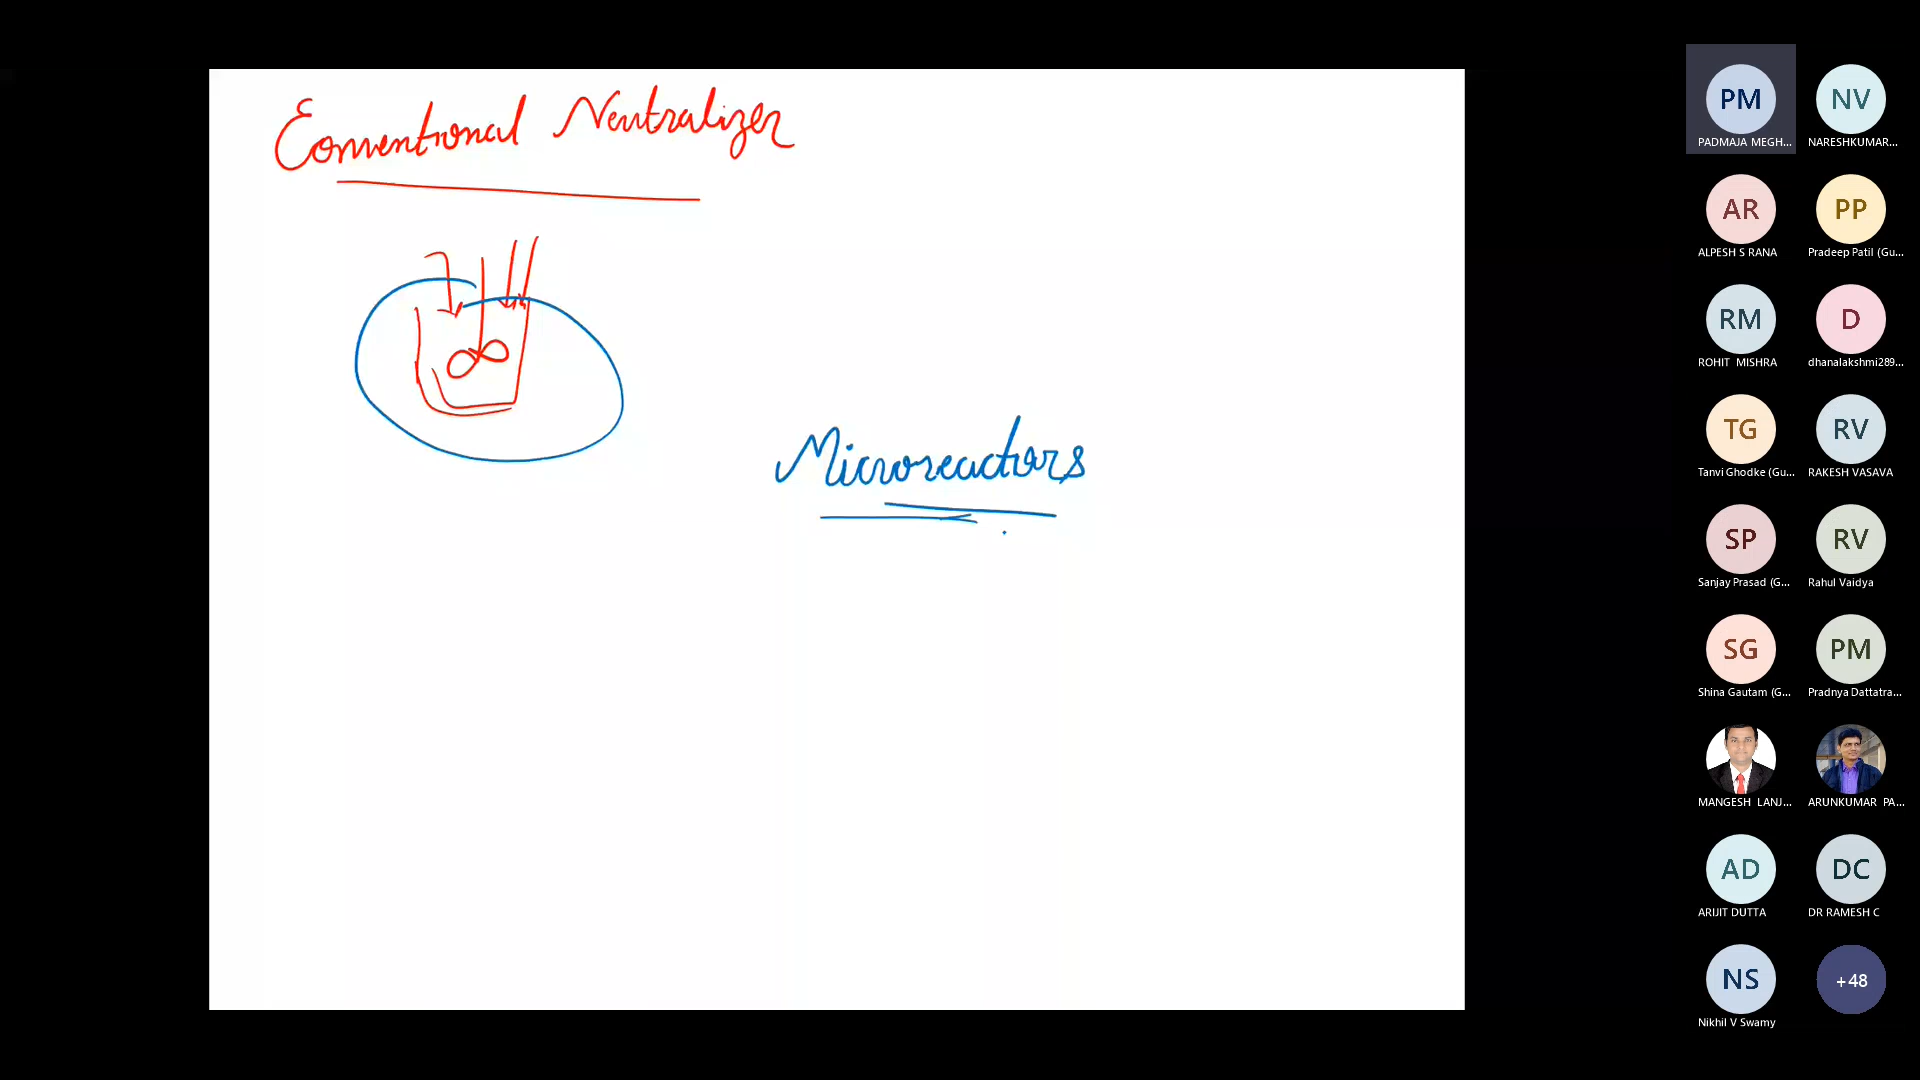 Conventional Neutralizer
Microreactors
PM
NV
PADMAJA MEGH...
NARESHKUMAR...
AR
PP
ALPESH S RANA
Pradeep Patil (Gu...
RM
D
ROHIT MISHRA
dhanalakshmi289...
TG
RV
Tanvi Ghodke (Gu...
RAKESH VASAVA
SP
RV
Sanjay Prasad (G...
Rahul Vaidya
SG
PM
Shina Gautam (G...
Pradnya Dattatra...
MANGESH LANJ...
ARUNKUMAR PA...
AD
DC
ARIJIT DUTTA
DR RAMESH C
NS
+48
Nikhil V Swamy